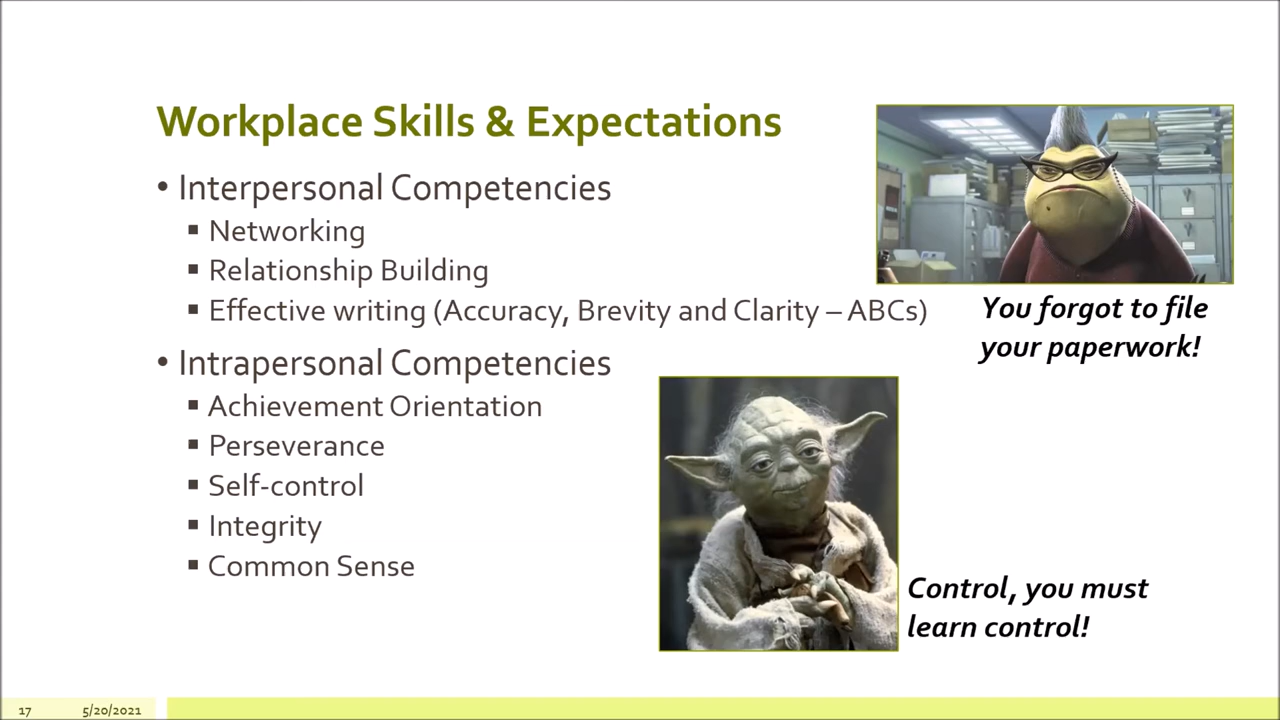 Workplace Skills & Expectations
• Interpersonal Competencies
▪ Networking
▪ Relationship Building
▪ Effective writing (Accuracy, Brevity and Clarity – ABCs)
You forgot to file
your paperwork!
• Intrapersonal Competencies
▪ Achievement Orientation
▪ Perseverance
▪ Self-control
▪ Integrity
▪ Common Sense
Control, you must
learn control!
17 5/20/2021